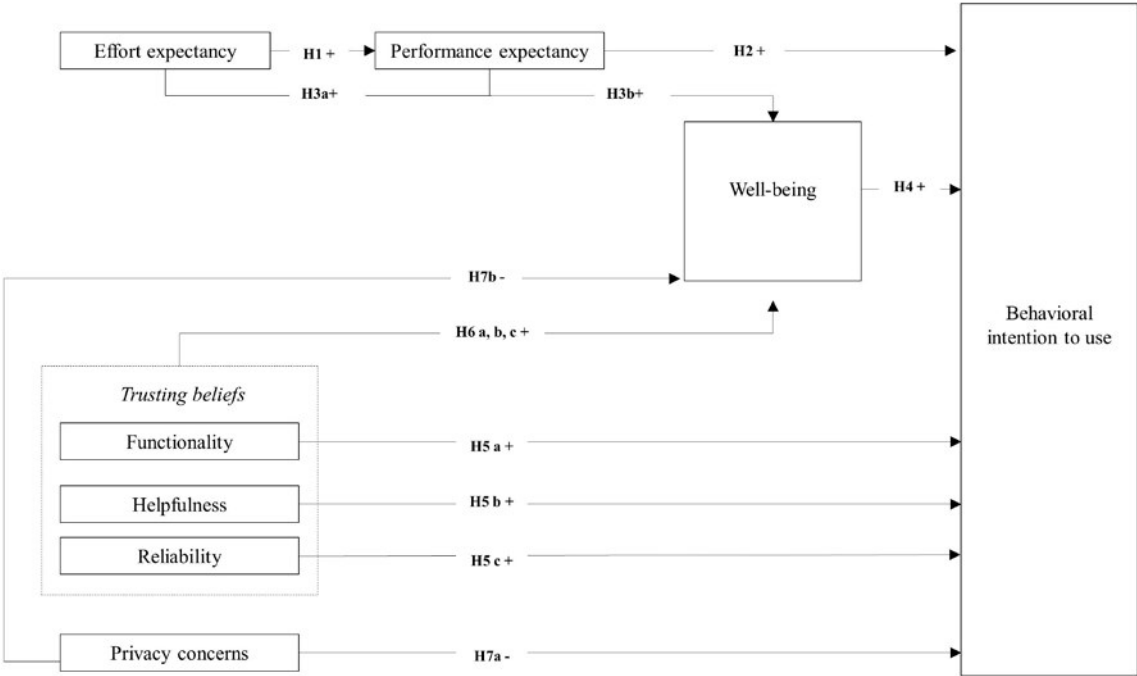 Effort expectancy
H1 +
Performance expectancy
H2 +
H3a+
H3b+
Well-being
H4 +
H7b -
Behavioral
intention to use
H6 a, b, c +
Trusting beliefs
Functionality
H5 a +
Helpfulness
H5 b +
Reliability
H5 c +
Privacy concerns
H7a -